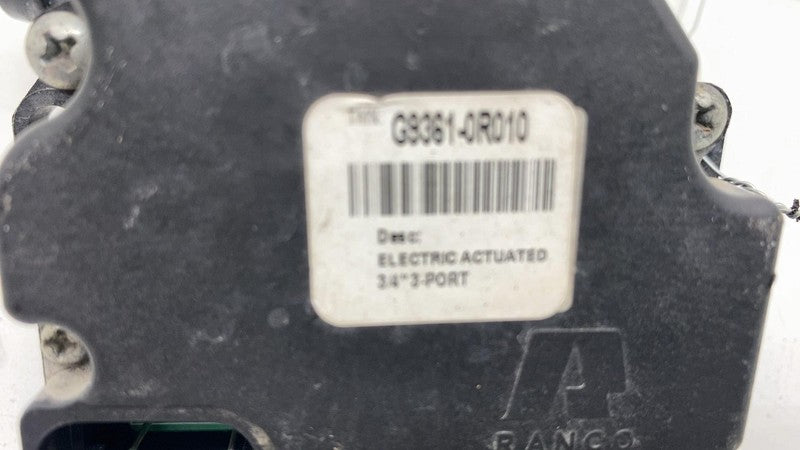 G9361-0R010
Desc:
ELECTRIC ACTUATED
3/4" 3-PORT
RANCO